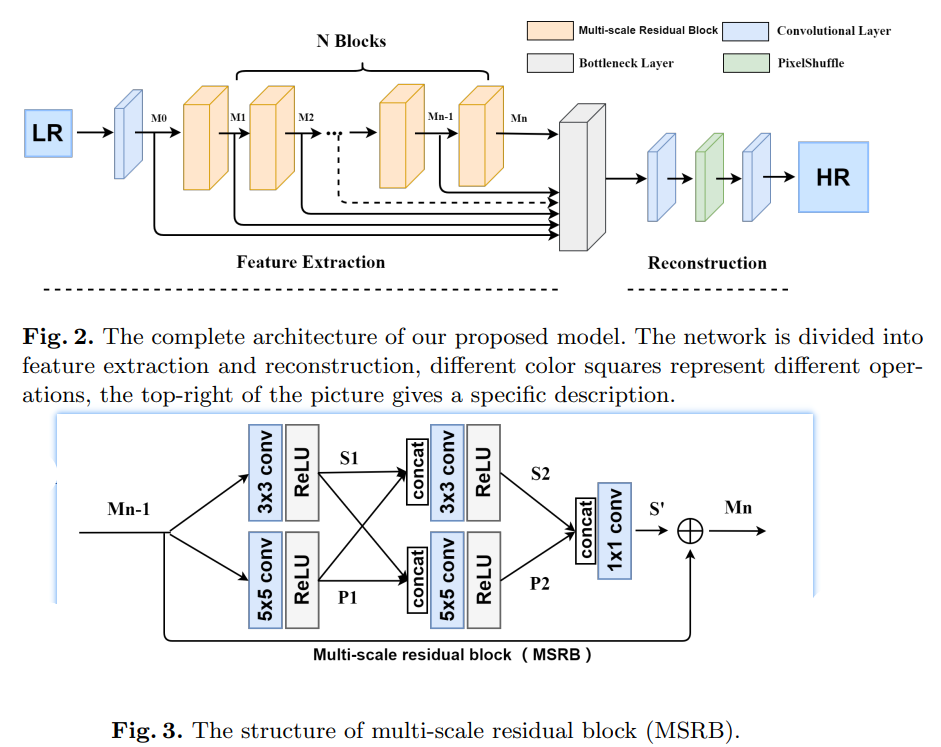 N Blocks
Multi-scale Residual Block
Convolutional Layer
Bottleneck Layer
PixelShuffle
LR
M0
M1
M2
...
Mn-1
Mn
HR
Feature Extraction
Reconstruction
Fig. 2. The complete architecture of our proposed model. The network is divided into
feature extraction and reconstruction, different color squares represent different oper-
ations, the top-right of the picture gives a specific description.
Mn-1
3x3 conv
ReLU
S1
concat
3x3 conv
ReLU
S2
5x5 conv
ReLU
P1
concat
5x5 conv
ReLU
P2
concat
1x1 conv
S'
Mn
Multi-scale residual block ( MSRB )
Fig. 3. The structure of multi-scale residual block (MSRB).